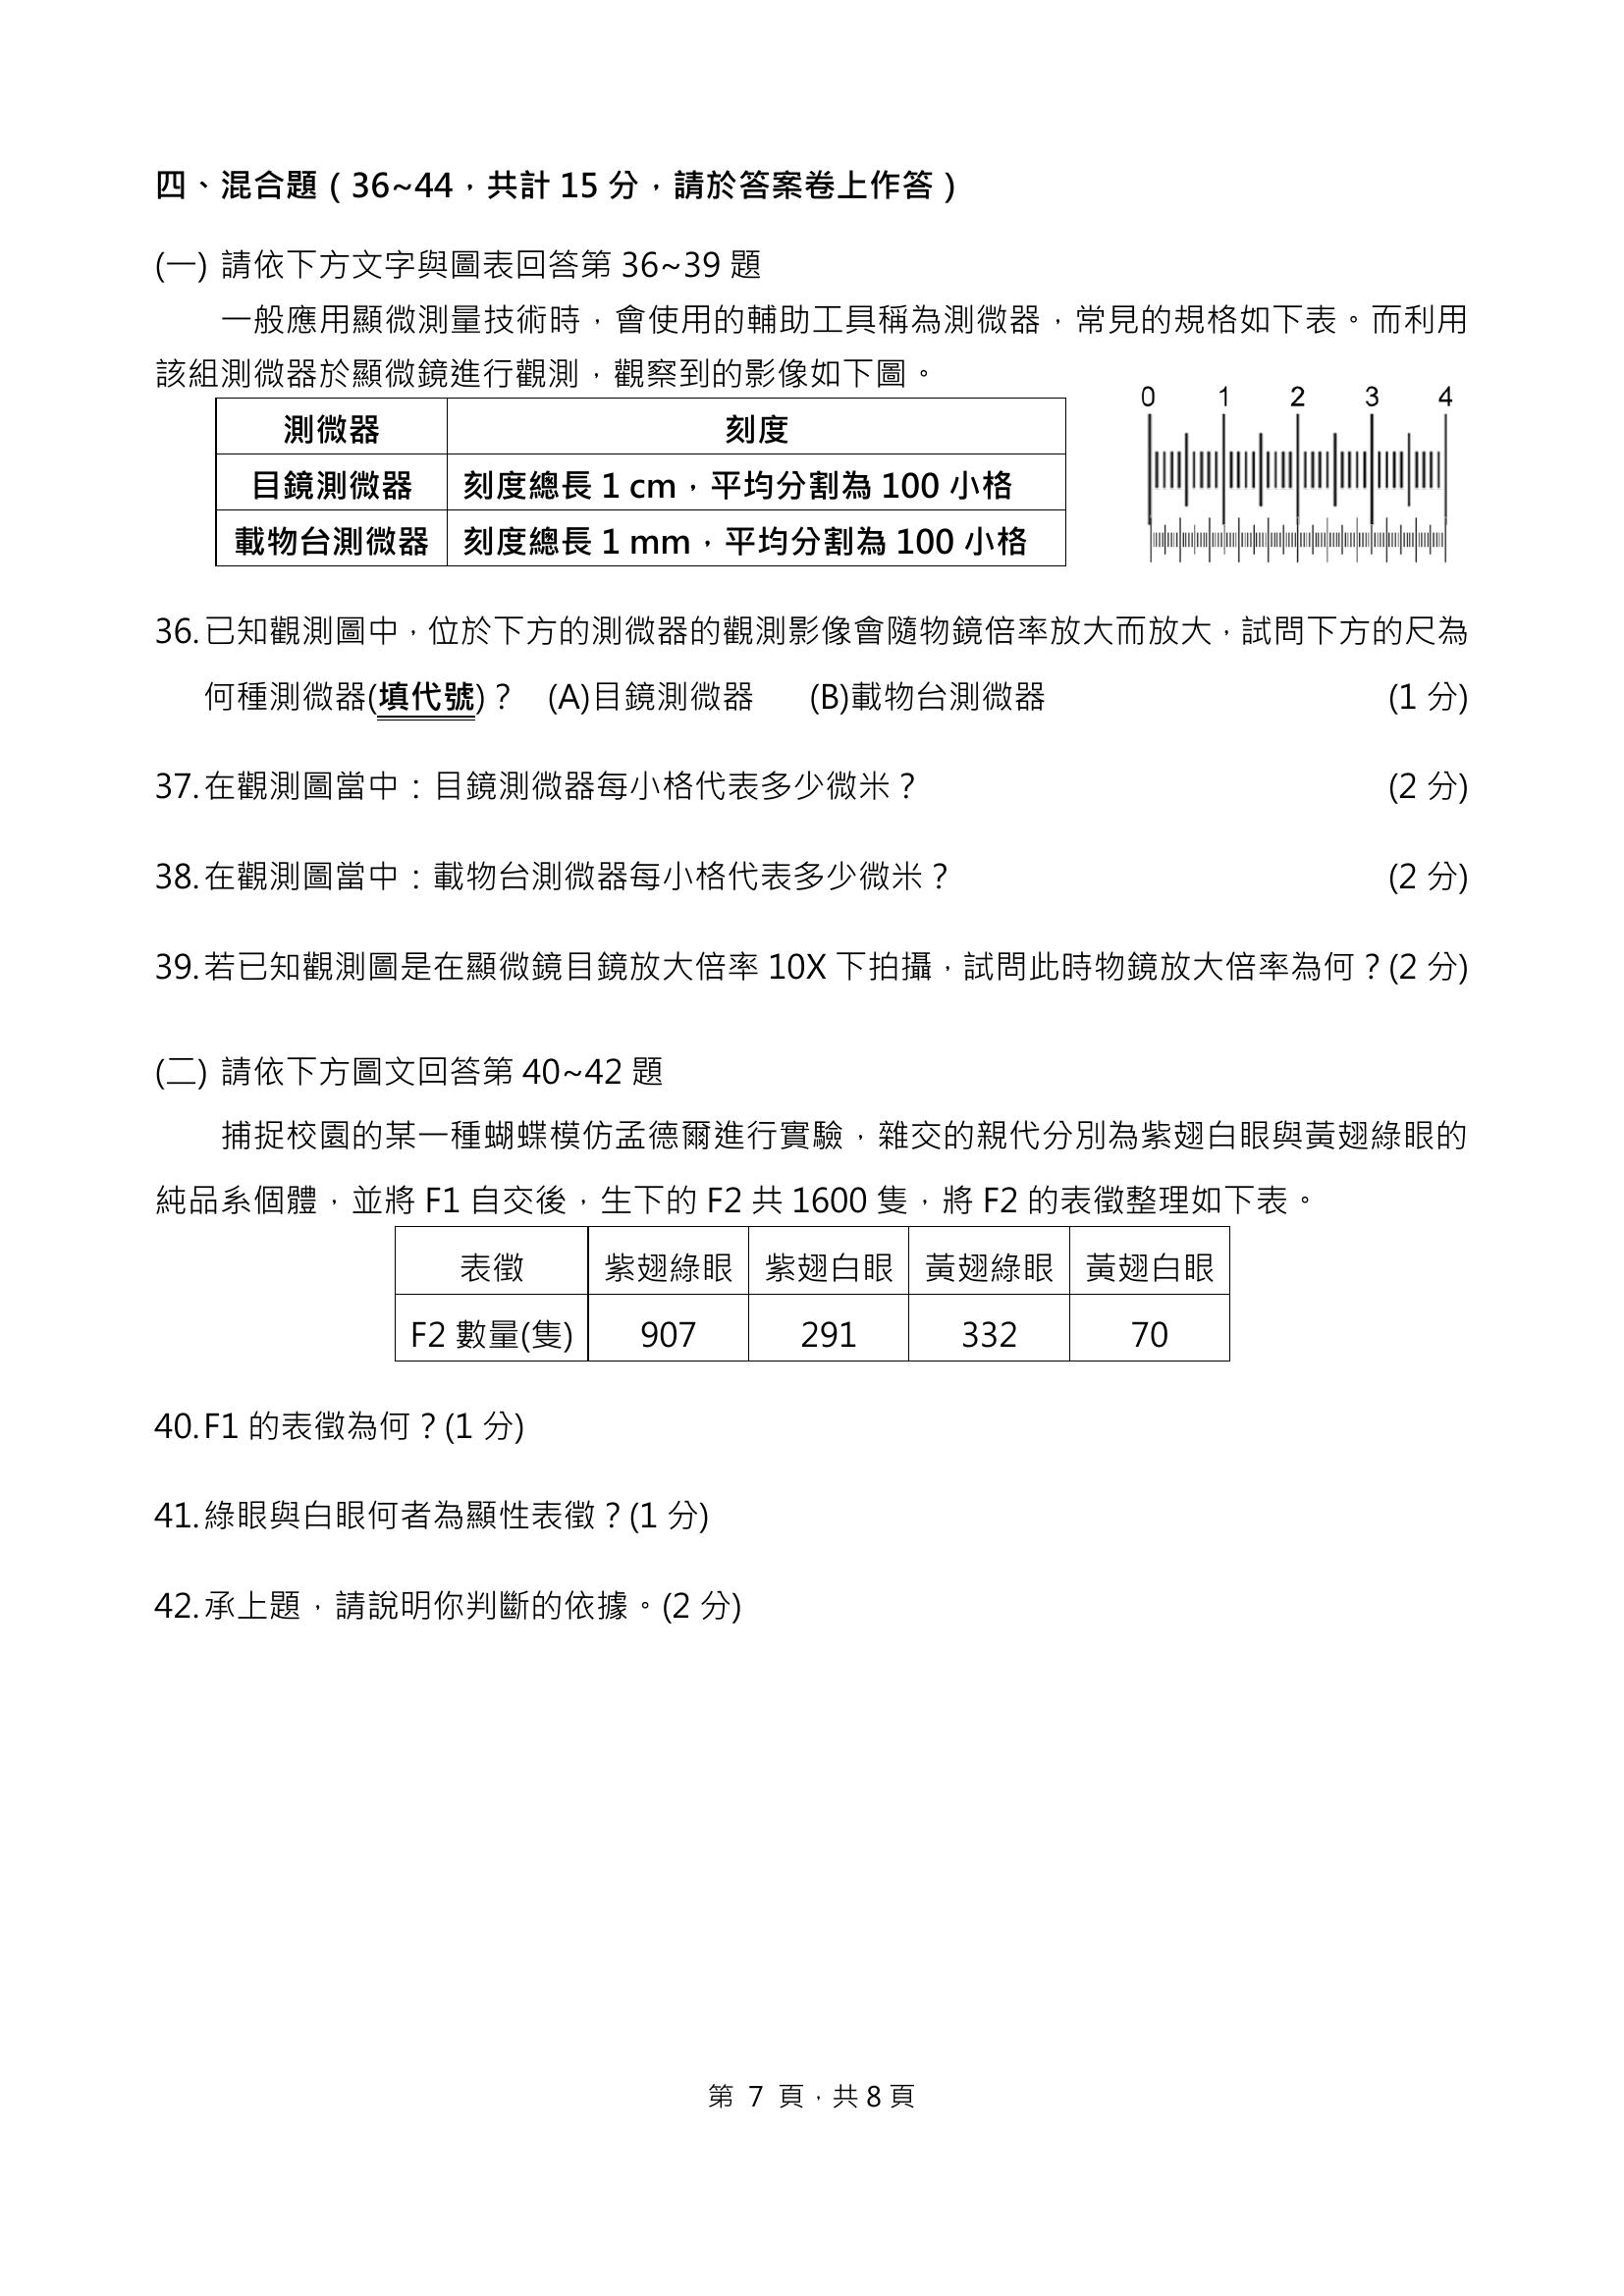 四、混合題（36~44，共計 15 分，請於答案卷上作答）
(一) 請依下方文字與圖表回答第 36~39 題
一般應用顯微測量技術時，會使用的輔助工具稱為測微器，常見的規格如下表。而利用
該組測微器於顯微鏡進行觀測，觀察到的影像如下圖。
0 1 2 3 4
測微器 刻度
目鏡測微器 刻度總長 1 cm，平均分割為 100 小格
載物台測微器 刻度總長 1 mm，平均分割為 100 小格
36. 已知觀測圖中，位於下方的測微器的觀測影像會隨物鏡倍率放大而放大，試問下方的尺為
何種測微器(填代號)？ (A)目鏡測微器 (B)載物台測微器 (1 分)
37. 在觀測圖當中：目鏡測微器每小格代表多少微米？ (2 分)
38. 在觀測圖當中：載物台測微器每小格代表多少微米？ (2 分)
39. 若已知觀測圖是在顯微鏡目鏡放大倍率 10X 下拍攝，試問此時物鏡放大倍率為何？(2 分)
(二) 請依下方圖文回答第 40~42 題
捕捉校園的某一種蝴蝶模仿孟德爾進行實驗，雜交的親代分別為紫翅白眼與黃翅綠眼的
純品系個體，並將 F1 自交後，生下的 F2 共 1600 隻，將 F2 的表徵整理如下表。
表徵 紫翅綠眼 紫翅白眼 黃翅綠眼 黃翅白眼
F2 數量(隻) 907 291 332 70
40. F1 的表徵為何？(1 分)
41. 綠眼與白眼何者為顯性表徵？(1 分)
42. 承上題，請說明你判斷的依據。(2 分)
第 7 頁，共 8 頁